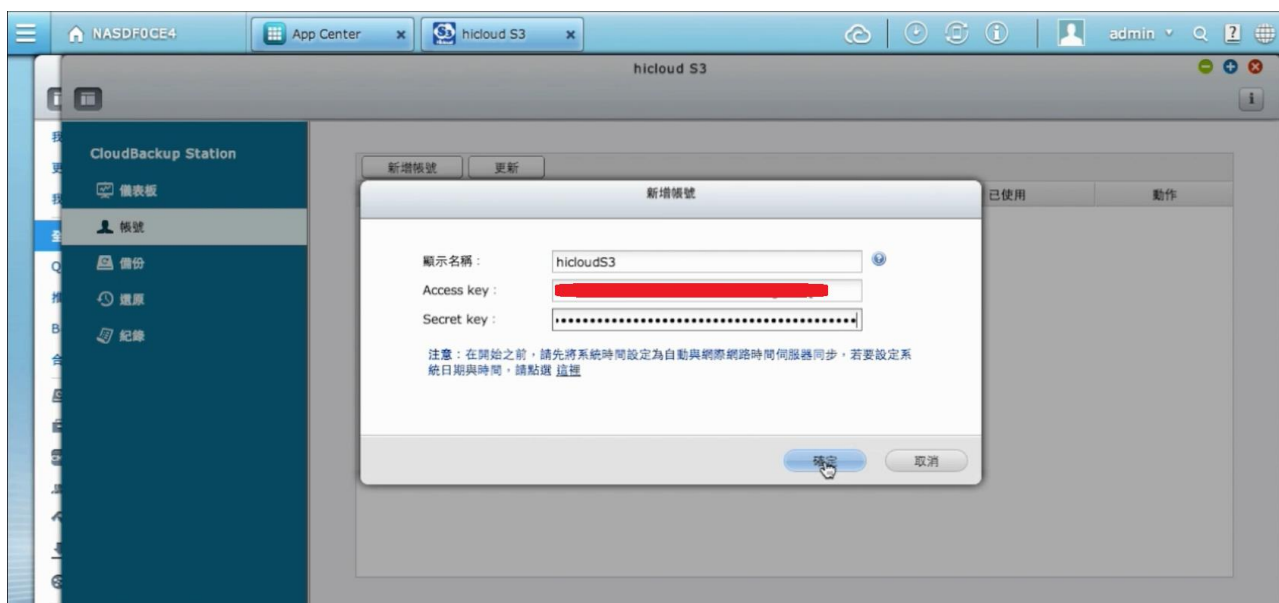 NASDF0CE4
App Center
hicloud S3
admin
hicloud S3
CloudBackup Station
儀表板
帳號
備份
還原
紀錄
新增帳號
更新
已使用
動作
新增帳號
顯示名稱：
hicloudS3
Access key：
Secret key：
注意：在開始之前，請先將系統時間設定為自動與網際網路時間伺服器同步，若要設定系
統日期與時間，請點選 這裡
確定
取消